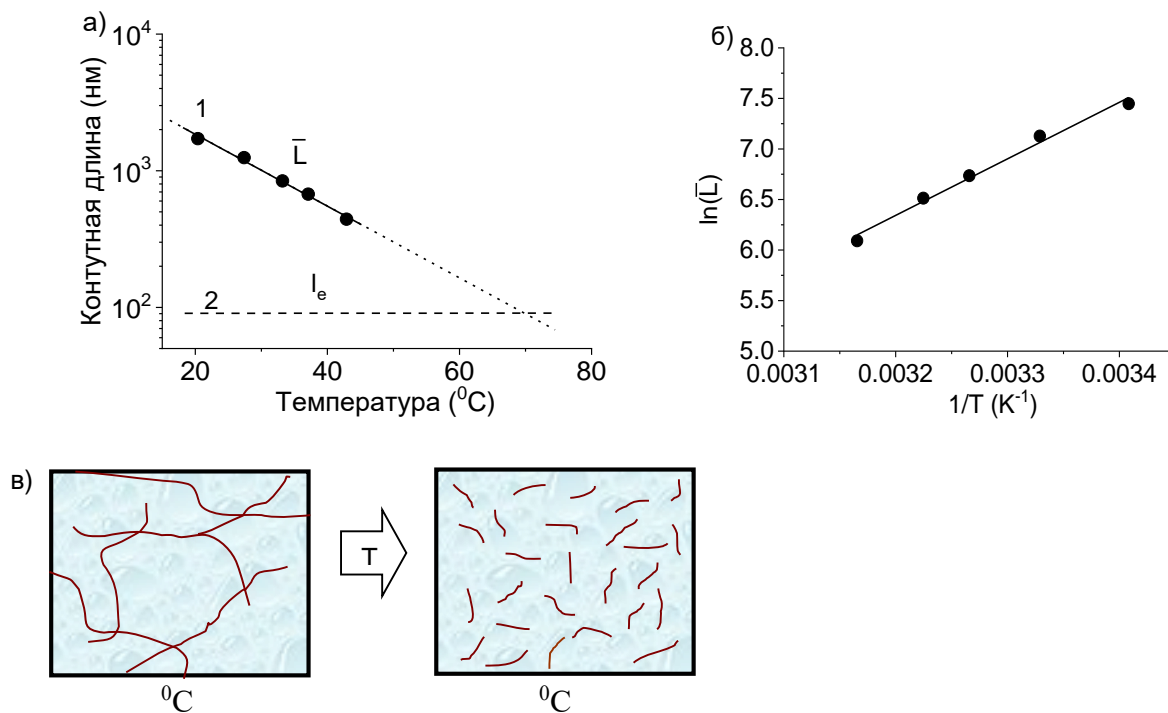 а)
Контутная длина (нм)
10⁴
10³
10²
1
L̅
2
lₑ
20 40 60 80
Температура (⁰C)
б)
ln(L̅)
8.0
7.5
7.0
6.5
6.0
5.5
5.0
0.0031 0.0032 0.0033 0.0034
1/T (K⁻¹)
в)
T
⁰C
⁰C